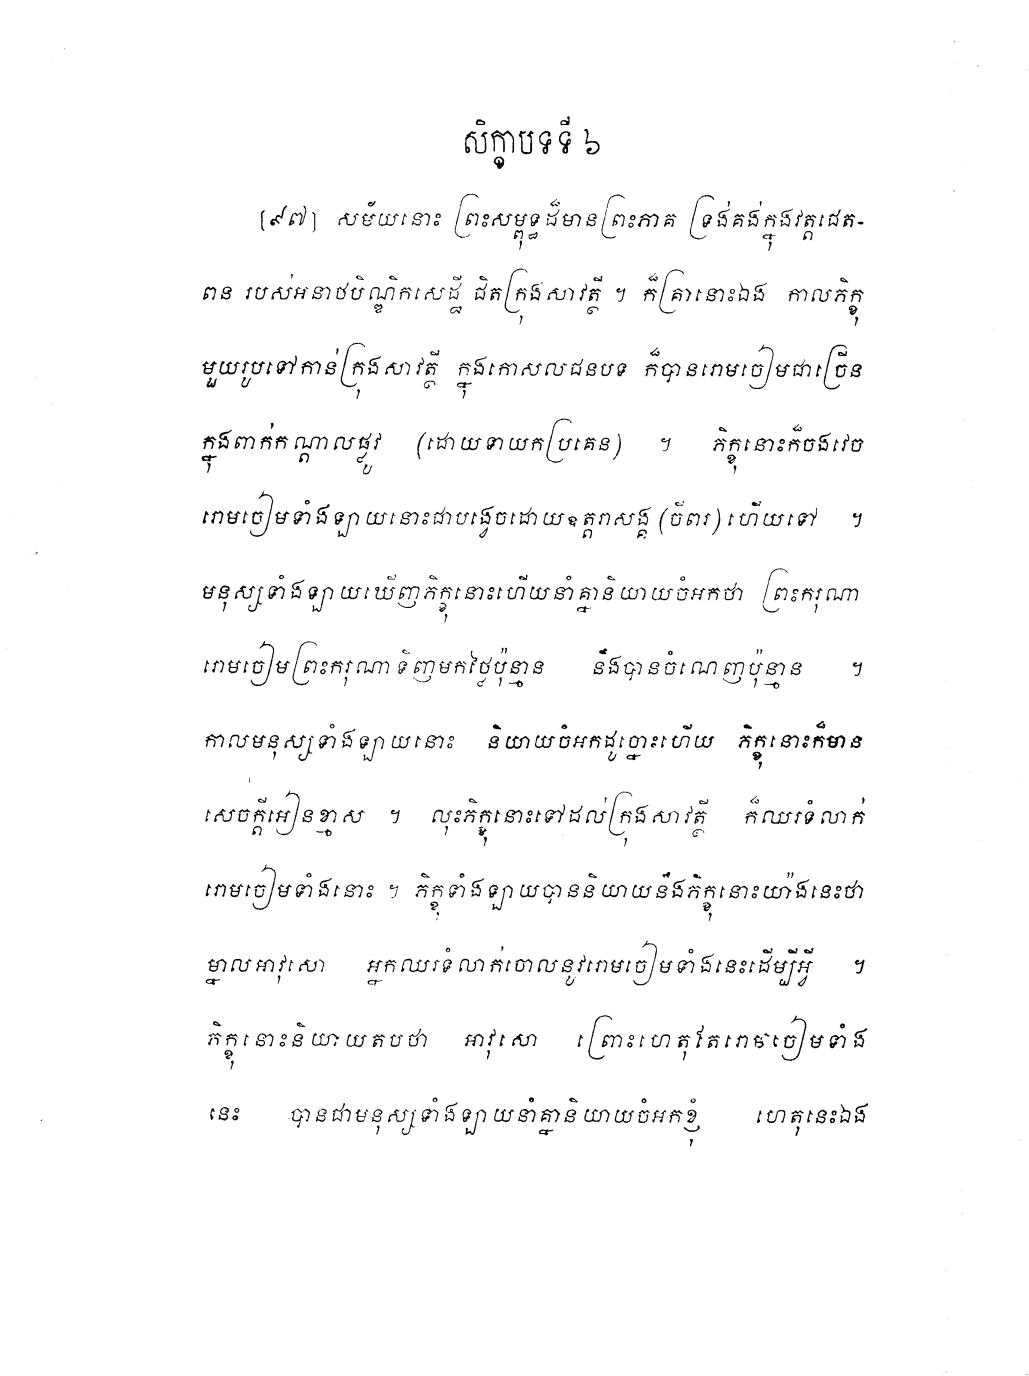 សិក្ខាបទទី ៦
[៩៧] សម័យនោះ ព្រះសម្ពុទ្ធដ៏មានព្រះភាគ ទ្រង់គង់ក្នុងវត្តជេត-
ពន របស់អនាថបិណ្ឌិកសេដ្ឋី ជិតក្រុងសាវត្ថី ។ ក៏គ្រានោះឯង កាលភិក្ខុ
មួយរូបទៅកាន់ក្រុងសាវត្ថី ក្នុងកោសលជនបទ ក៏បានរោមចៀមជាច្រើន
ក្នុងពាក់កណ្តាលផ្លូវ (ដោយទាយកប្រគេន) ។ ភិក្ខុនោះក៏ចងវេច
រោមចៀមទាំងឡាយនោះជាបង្វេចដោយឧត្តរាសង្គ (ចីពរ) ហើយទៅ ។
មនុស្សទាំងឡាយឃើញភិក្ខុនោះហើយនាំគ្នានិយាយចំអកថា ព្រះករុណា
រោមចៀមព្រះករុណាទិញមកថ្លៃប៉ុន្មាន នឹងបានចំណេញប៉ុន្មាន ។
កាលមនុស្សទាំងឡាយនោះ និយាយចំអកដូច្នោះហើយ ភិក្ខុនោះក៏មាន
សេចក្តីអៀនខ្មាស ។ លុះភិក្ខុនោះទៅដល់ក្រុងសាវត្ថី ក៏ឈរទំលាក់
រោមចៀមទាំងនោះ ។ ភិក្ខុទាំងឡាយបាននិយាយនឹងភិក្ខុនោះយ៉ាងនេះថា
ម្នាលអាវុសោ អ្នកឈរទំលាក់ចោលនូវរោមចៀមទាំងនេះដើម្បីអ្វី ។
ភិក្ខុនោះនិយាយតបថា អាវុសោ ព្រោះហេតុតែរោមចៀមទាំង
នេះ បានជាមនុស្សទាំងឡាយនាំគ្នានិយាយចំអកខ្ញុំ ហេតុនេះឯង